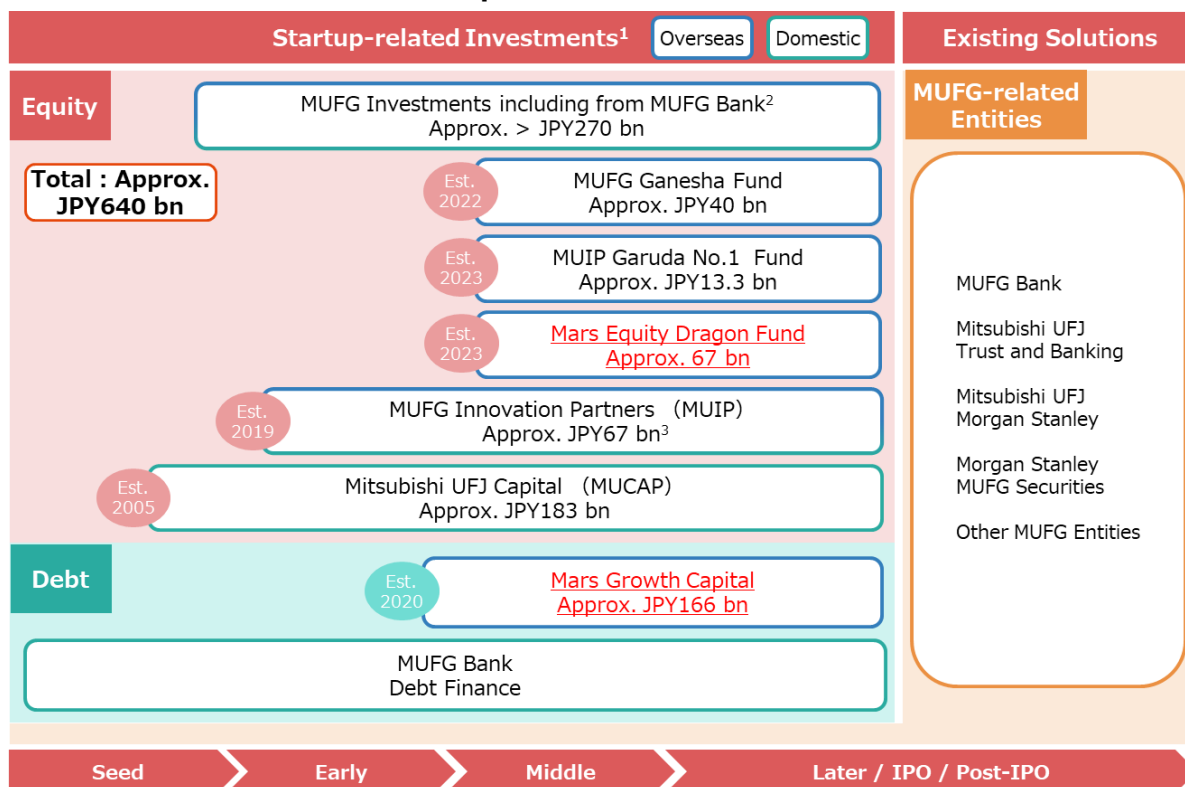 Startup-related Investments¹
Overseas
Domestic
Existing Solutions
Equity
MUFG Investments including from MUFG Bank²
Approx. > JPY270 bn
Total : Approx.
JPY640 bn
Est.
2022
MUFG Ganesha Fund
Approx. JPY40 bn
Est.
2023
MUIP Garuda No.1 Fund
Approx. JPY13.3 bn
Est.
2023
Mars Equity Dragon Fund
Approx. 67 bn
Est.
2019
MUFG Innovation Partners （MUIP）
Approx. JPY67 bn³
Est.
2005
Mitsubishi UFJ Capital （MUCAP）
Approx. JPY183 bn
Debt
Est.
2020
Mars Growth Capital
Approx. JPY166 bn
MUFG Bank
Debt Finance
MUFG-related
Entities
MUFG Bank
Mitsubishi UFJ
Trust and Banking
Mitsubishi UFJ
Morgan Stanley
Morgan Stanley
MUFG Securities
Other MUFG Entities
Seed
Early
Middle
Later / IPO / Post-IPO